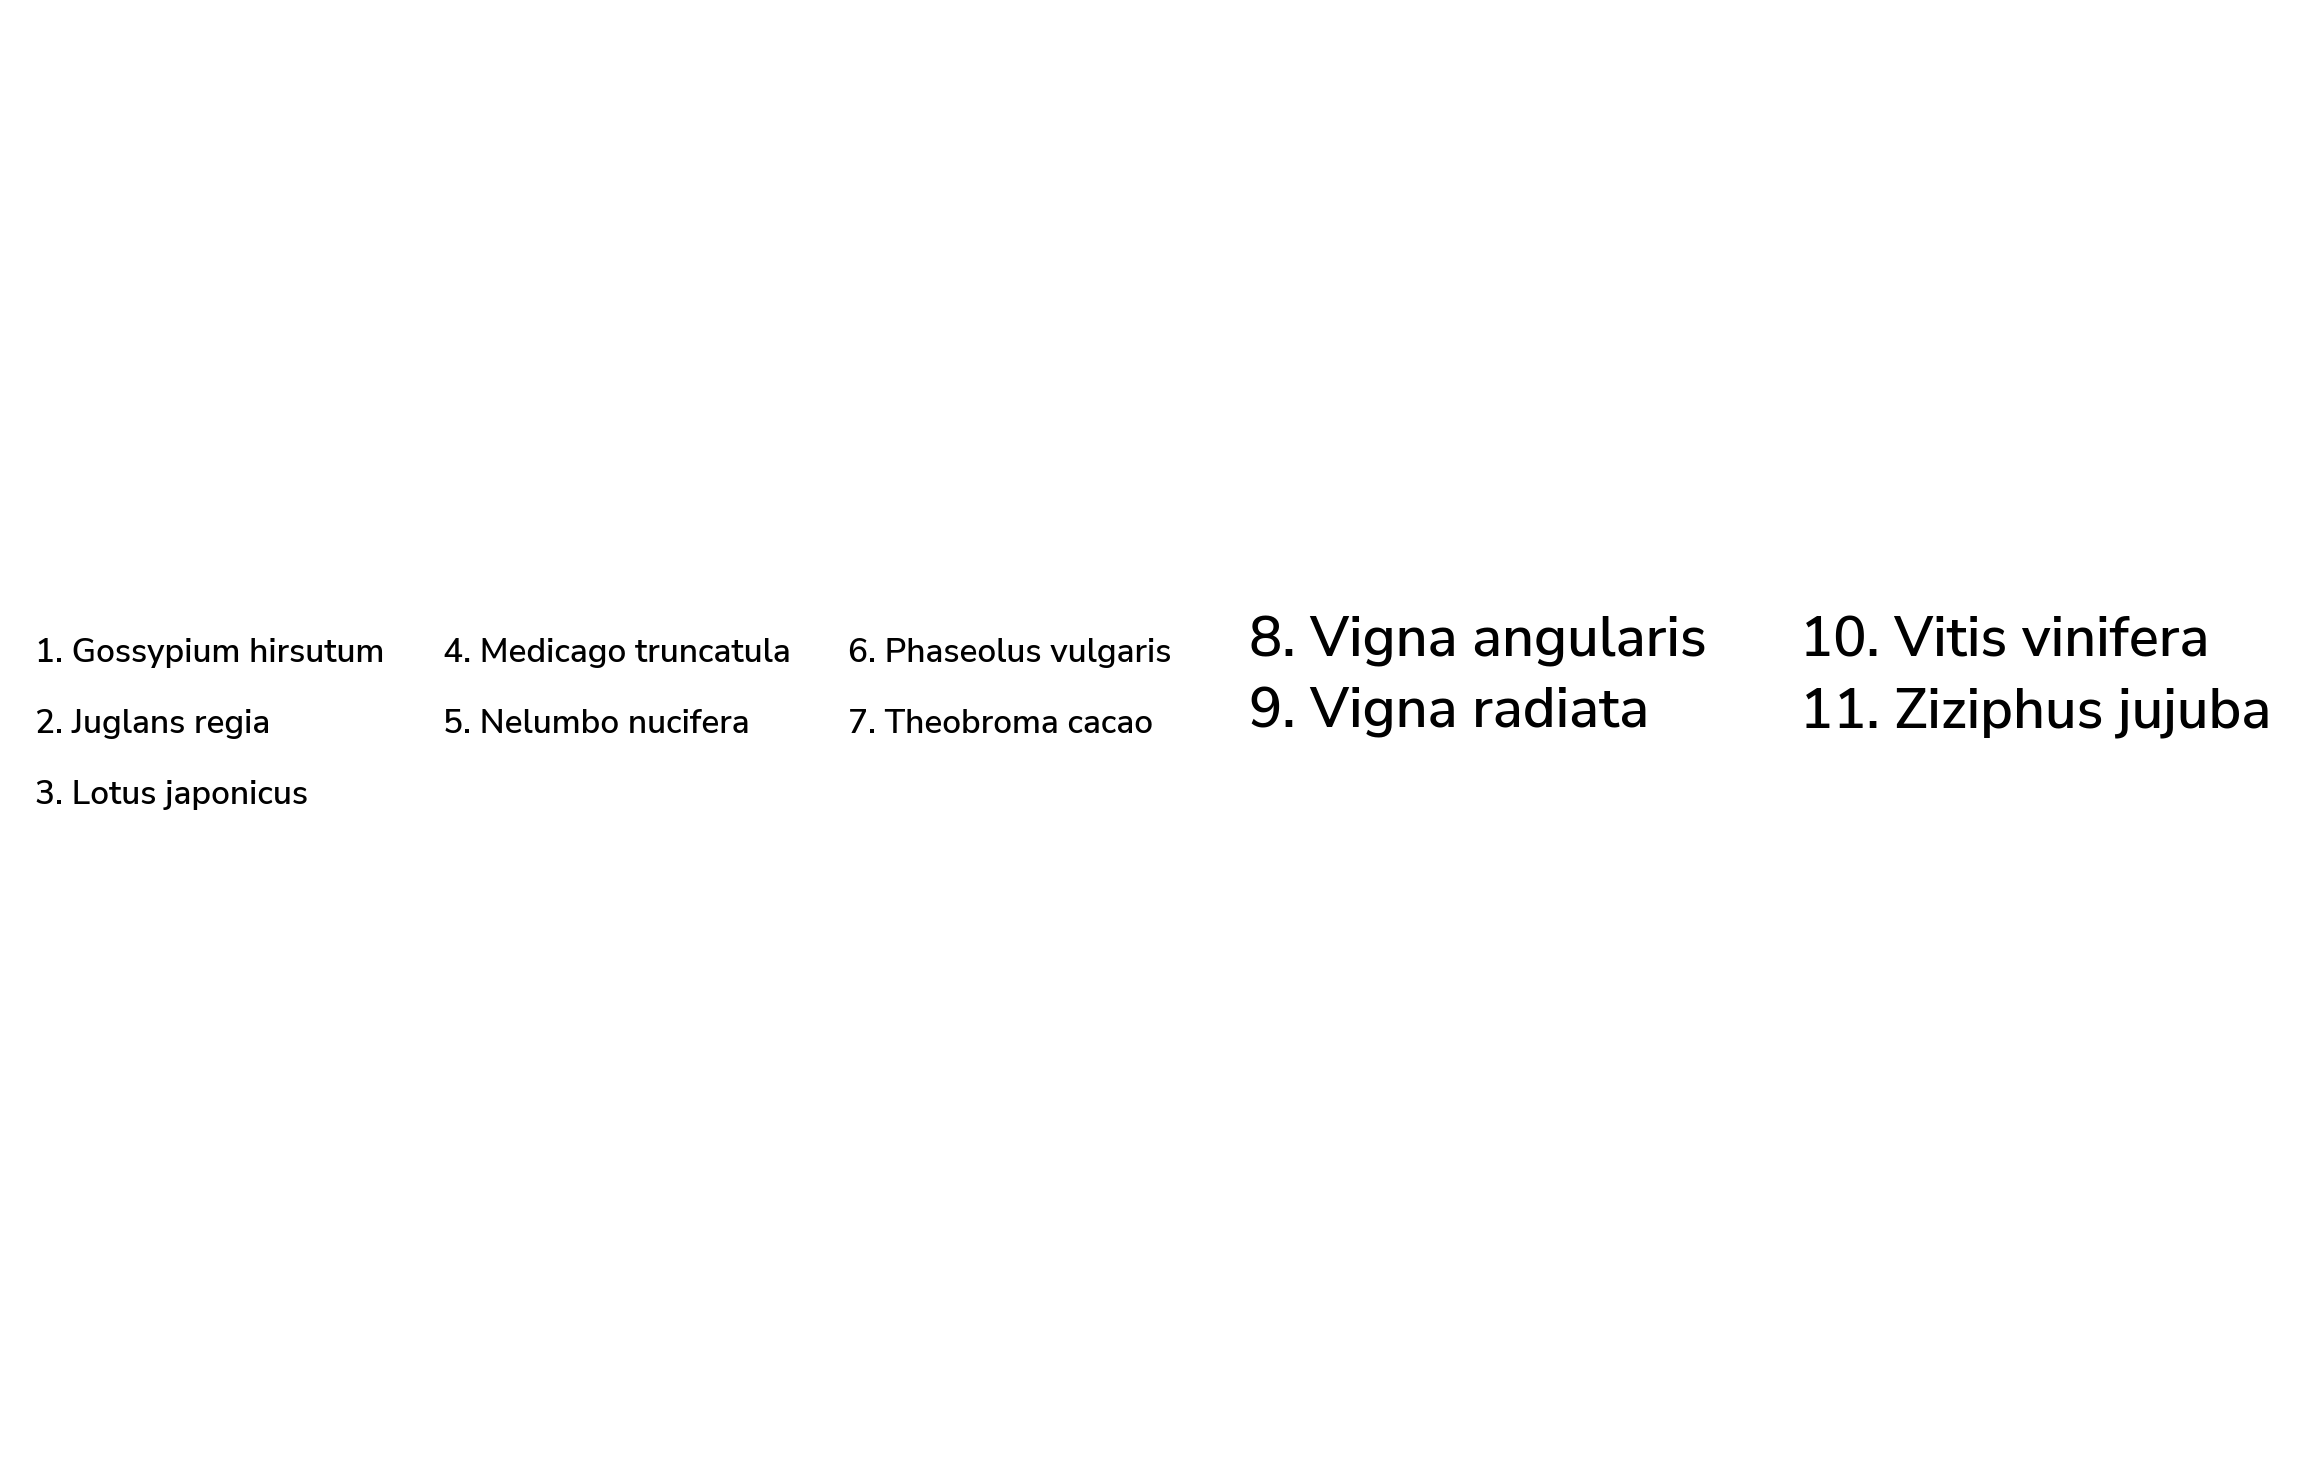 1. Gossypium hirsutum
2. Juglans regia
3. Lotus japonicus
4. Medicago truncatula
5. Nelumbo nucifera
6. Phaseolus vulgaris
7. Theobroma cacao
8. Vigna angularis
9. Vigna radiata
10. Vitis vinifera
11. Ziziphus jujuba